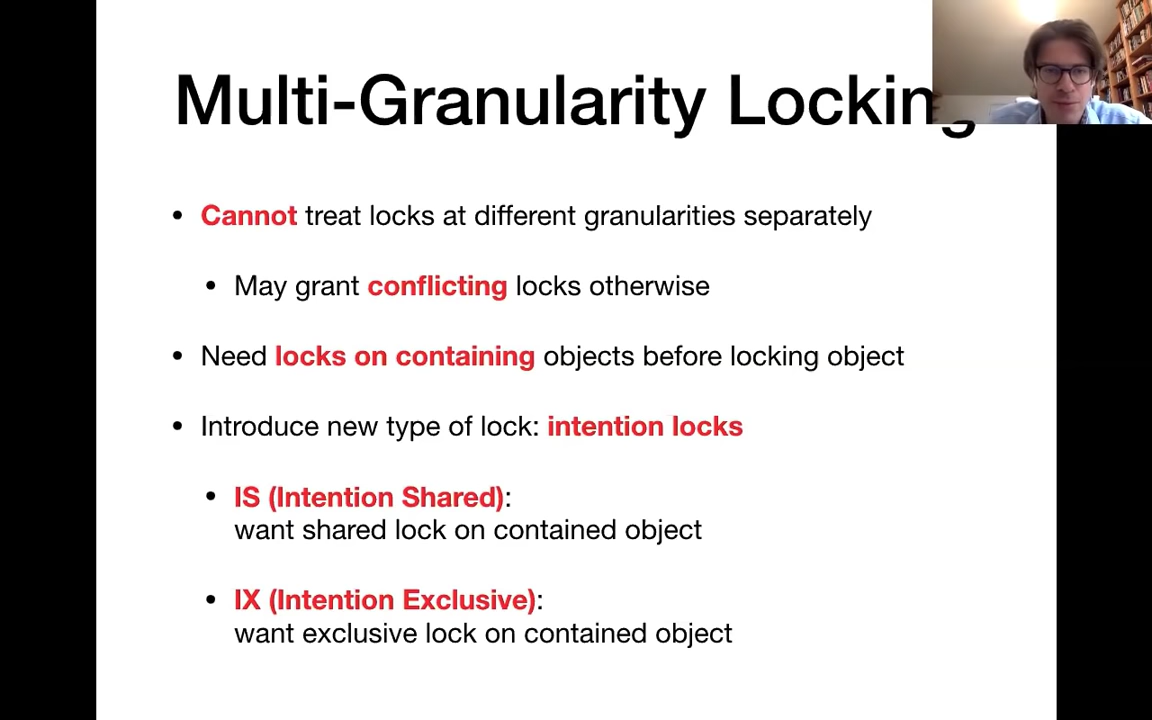 Multi-Granularity Locking
• Cannot treat locks at different granularities separately
• May grant conflicting locks otherwise
• Need locks on containing objects before locking object
• Introduce new type of lock: intention locks
• IS (Intention Shared):
want shared lock on contained object
• IX (Intention Exclusive):
want exclusive lock on contained object